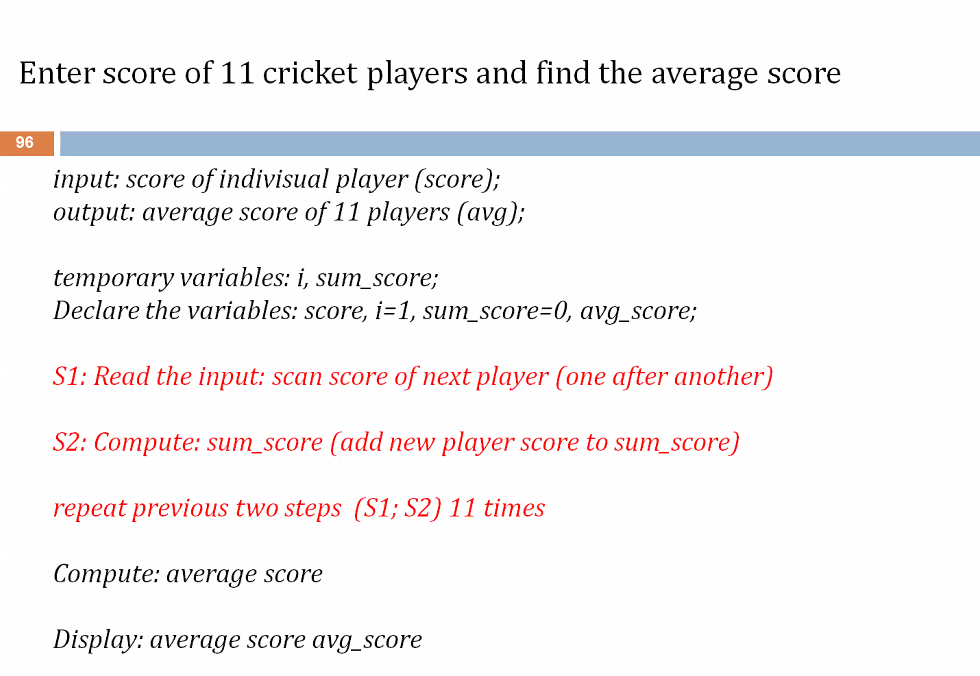 Enter score of 11 cricket players and find the average score
96
input: score of indivisual player (score);
output: average score of 11 players (avg);
temporary variables: i, sum_score;
Declare the variables: score, i=1, sum_score=0, avg_score;
S1: Read the input: scan score of next player (one after another)
S2: Compute: sum_score (add new player score to sum_score)
repeat previous two steps (S1; S2) 11 times
Compute: average score
Display: average score avg_score